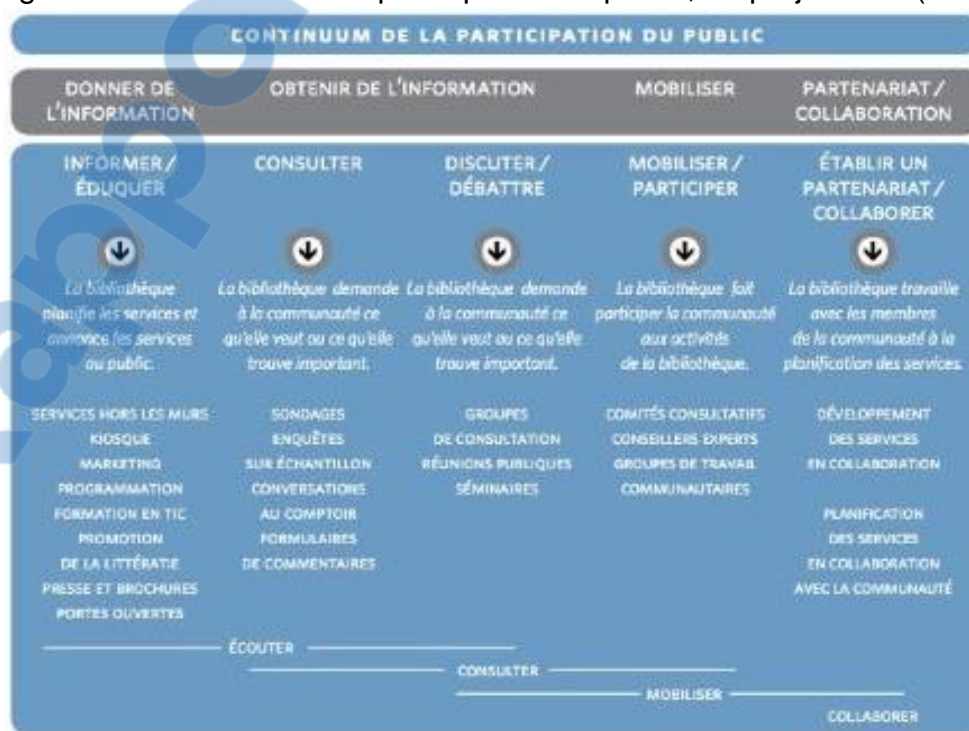 CONTINUUM DE LA PARTICIPATION DU PUBLIC
DONNER DE
L'INFORMATION
OBTENIR DE L'INFORMATION
MOBILISER
PARTENARIAT /
COLLABORATION
INFORMER /
ÉDUQUER
La bibliothèque
planifie les services et
annonce les services
au public.
SERVICES HORS LES MURS
KIOSQUE
MARKETING
PROGRAMMATION
FORMATION EN TIC
PROMOTION
DE LA LITTÉRATIE
PRESSE ET BROCHURES
PORTES OUVERTES
CONSULTER
La bibliothèque demande
à la communauté ce
qu'elle veut ou ce qu'elle
trouve important.
SONDAGES
ENQUÊTES
SUR ÉCHANTILLON
CONVERSATIONS
AU COMPTOIR
FORMULAIRES
DE COMMENTAIRES
DISCUTER /
DÉBATTRE
La bibliothèque demande
à la communauté ce
qu'elle veut ou ce qu'elle
trouve important.
GROUPES
DE CONSULTATION
RÉUNIONS PUBLIQUES
SÉMINAIRES
MOBILISER /
PARTICIPER
La bibliothèque fait
participer la communauté
aux activités
de la bibliothèque.
COMITÉS CONSULTATIFS
CONSEILLERS EXPERTS
GROUPES DE TRAVAIL
COMMUNAUTAIRES
ÉTABLIR UN
PARTENARIAT /
COLLABORER
La bibliothèque travaille
avec les membres
de la communauté à la
planification des services.
DÉVELOPPEMENT
DES SERVICES
EN COLLABORATION
PLANIFICATION
DES SERVICES
EN COLLABORATION
AVEC LA COMMUNAUTÉ
ÉCOUTER
CONSULTER
MOBILISER
COLLABORER